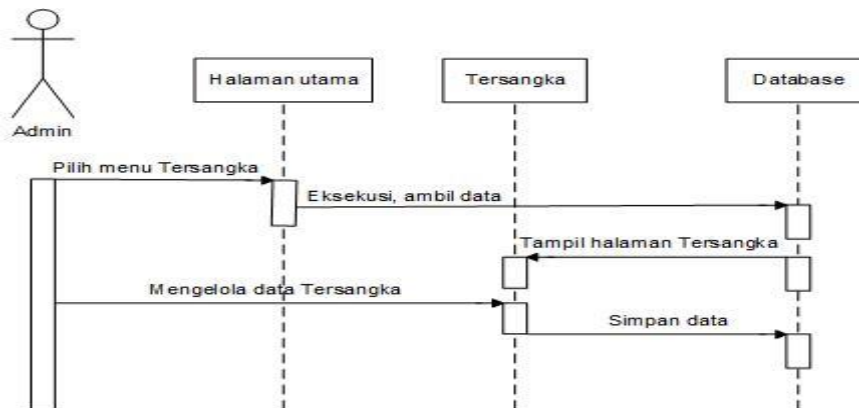 Admin
Halaman utama
Tersangka
Database
Pilih menu Tersangka
Eksekusi, ambil data
Tampil halaman Tersangka
Mengelola data Tersangka
Simpan data